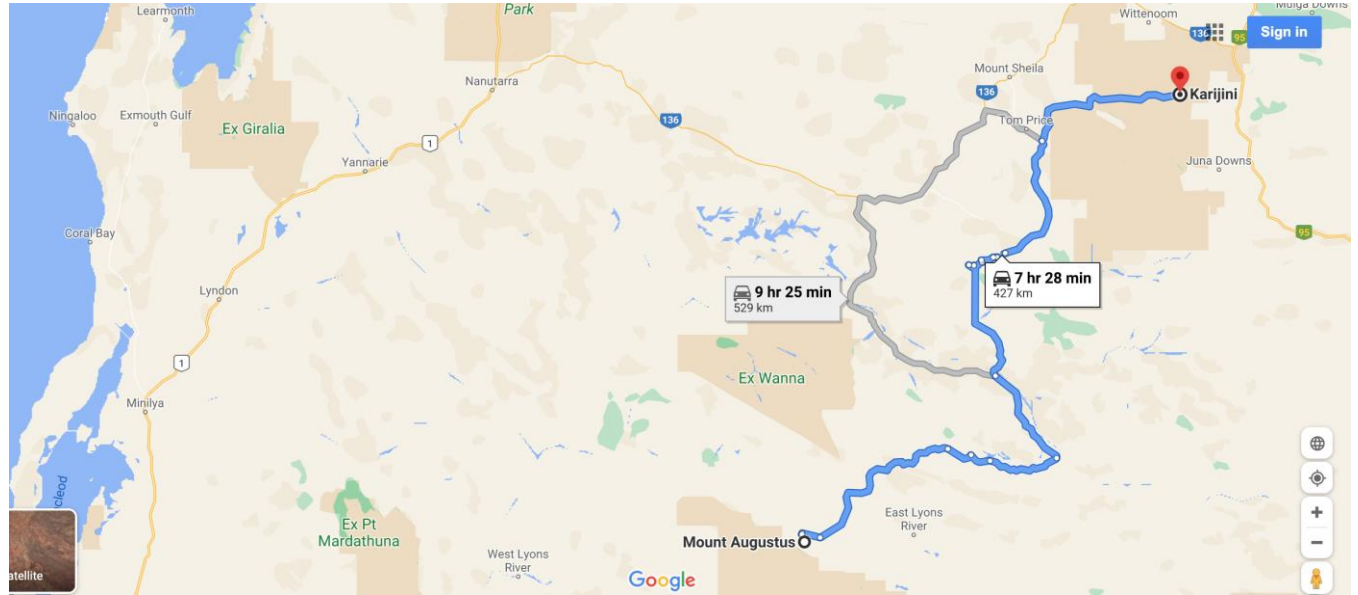 Learmonth
Park
Wittenoom
Mulga Downs
136
95
Sign in
Mount Sheila
Nanutarra
136
Karijini
Ningaloo
Exmouth Gulf
Ex Giralia
136
Tom Price
1
Yannarie
Juna Downs
Coral Bay
95
7 hr 28 min
427 km
9 hr 25 min
529 km
Lyndon
1
Ex Wanna
Minilya
Ex Pt
Mardathuna
East Lyons
River
Mount Augustus
West Lyons
River
atellite
Google